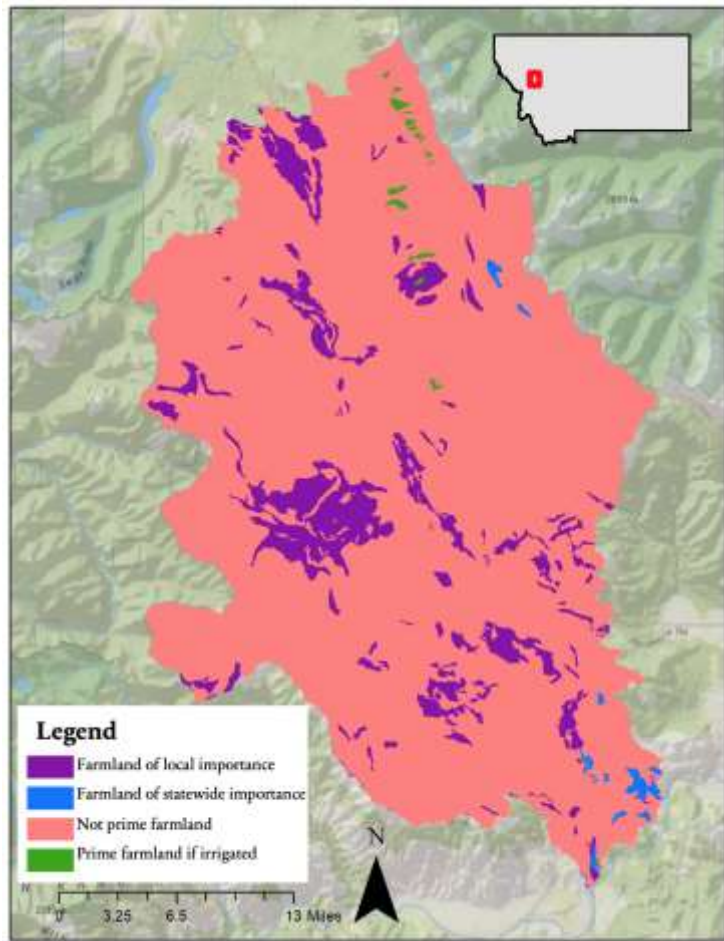 Legend
Farmland of local importance
Farmland of statewide importance
Not prime farmland
Prime farmland if irrigated
N
0 3.25 6.5 13 Miles